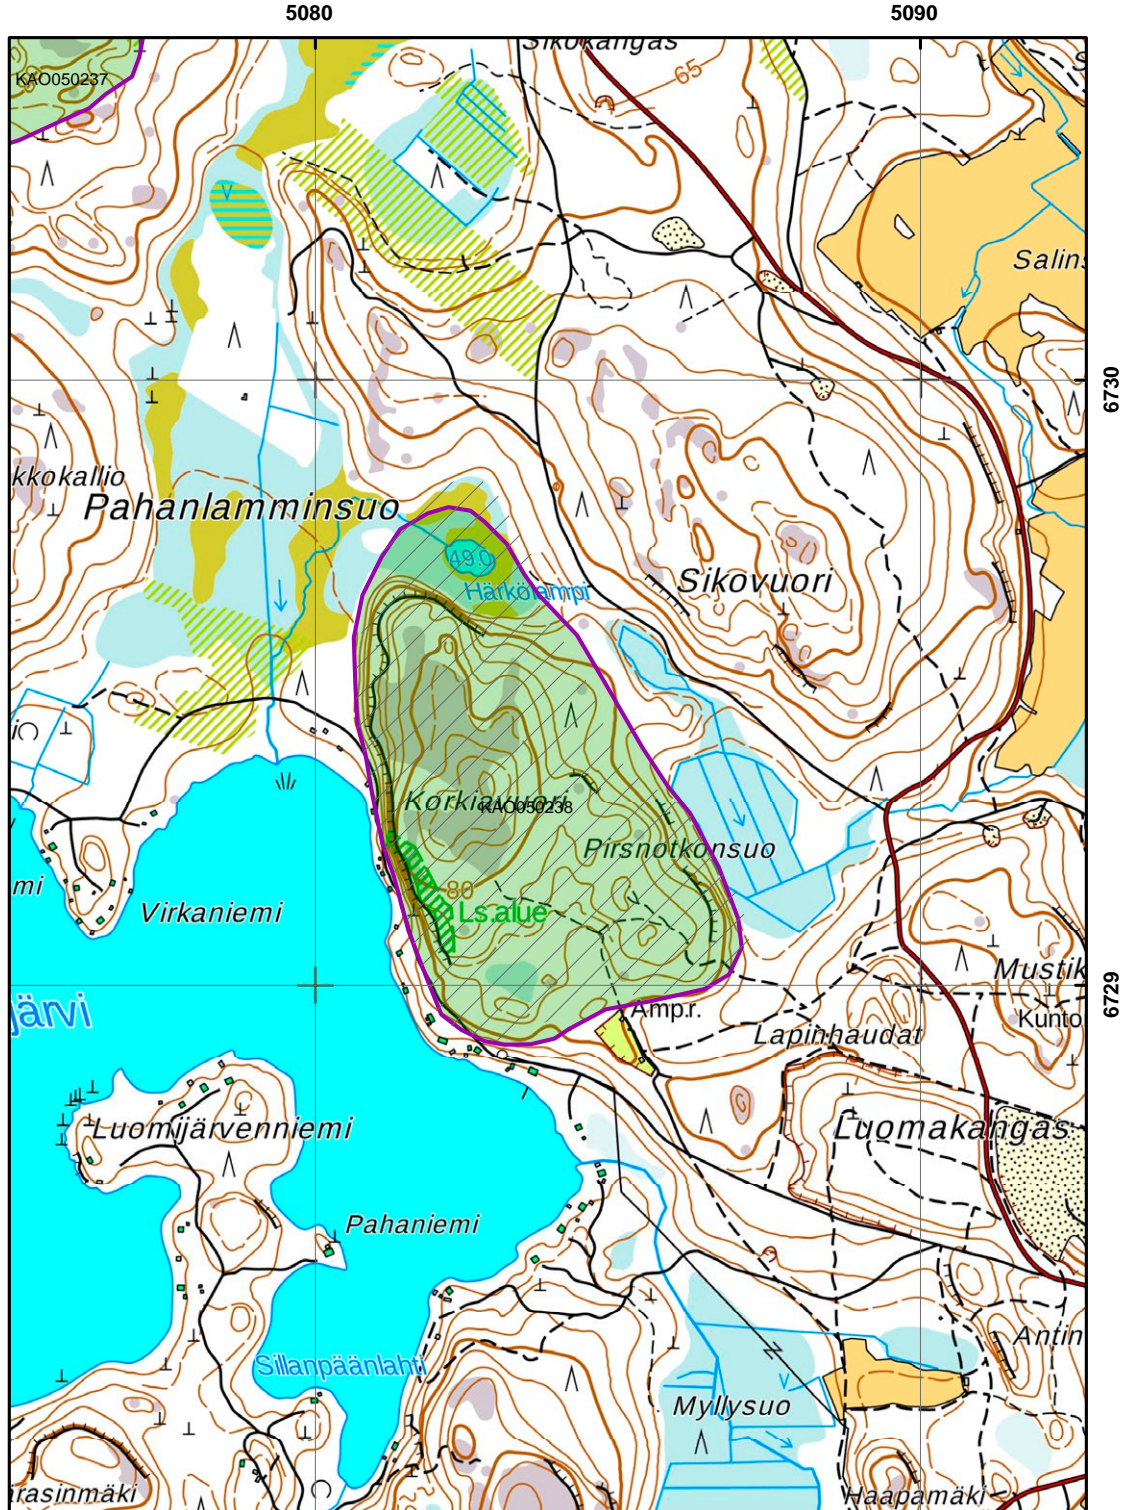 5080
5090
Sikokangas
KAO050237
65
Salins
6730
kkokallio
Pahanlamminsuo
49.0
Härkölampi
Sikovuori
Korkiavuori
KAO050238
Pirsnotkonsuo
mi
80
Virkaniemi
Ls.alue
Mustik
6729
järvi
Amp.r.
Kunto
Lapinhaudat
Luomijärvenniemi
Luomakangas
Pahaniemi
Antin
Sillanpäänlahti
Myllysuo
arasinmäki
Haapamäki